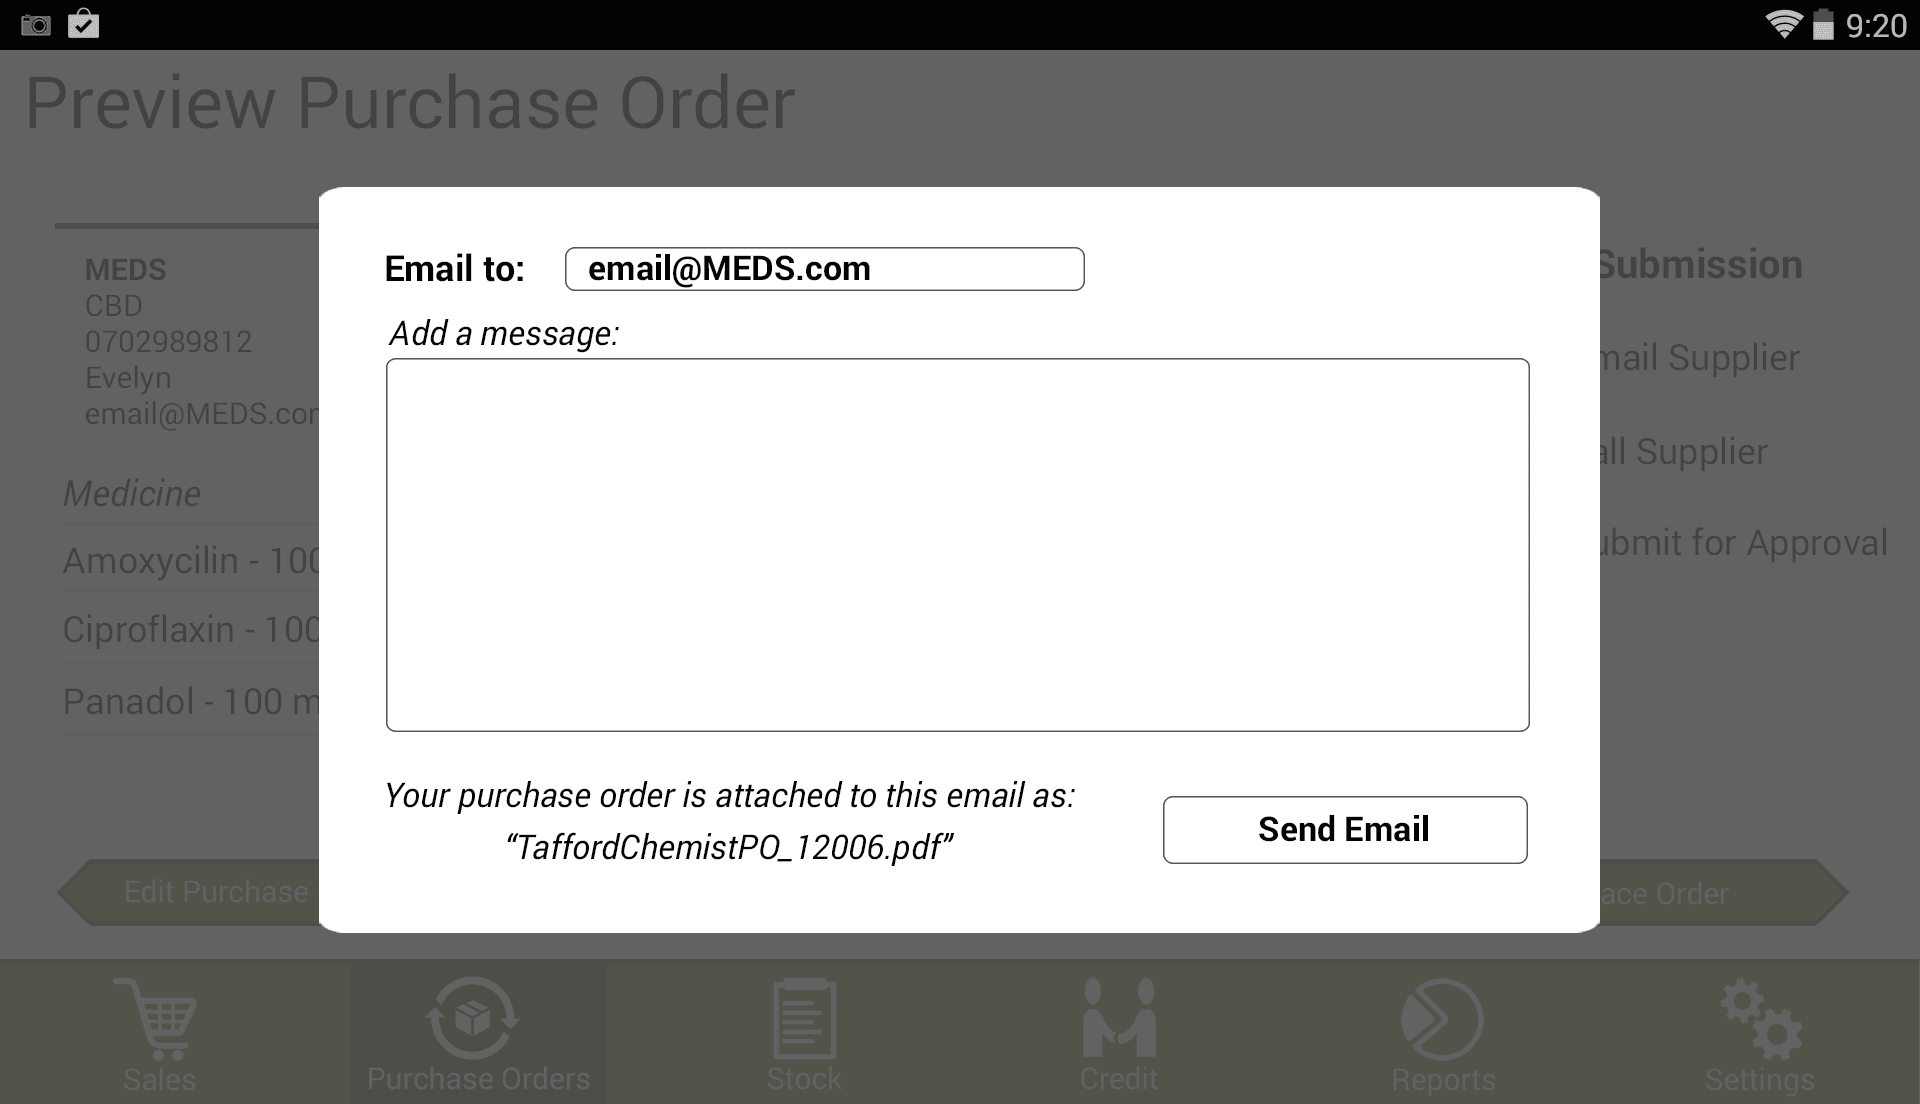 9:20
Preview Purchase Order
MEDS
CBD
0702989812
Evelyn
email@MEDS.com
Medicine
Amoxycilin - 100
Ciproflaxin - 100
Panadol - 100 m
Email to:
email@MEDS.com
Add a message:
Your purchase order is attached to this email as:
“TaffordChemistPO_12006.pdf”
Send Email
Submission
mail Supplier
all Supplier
ubmit for Approval
Edit Purchase
ace Order
Sales
Purchase Orders
Stock
Credit
Reports
Settings